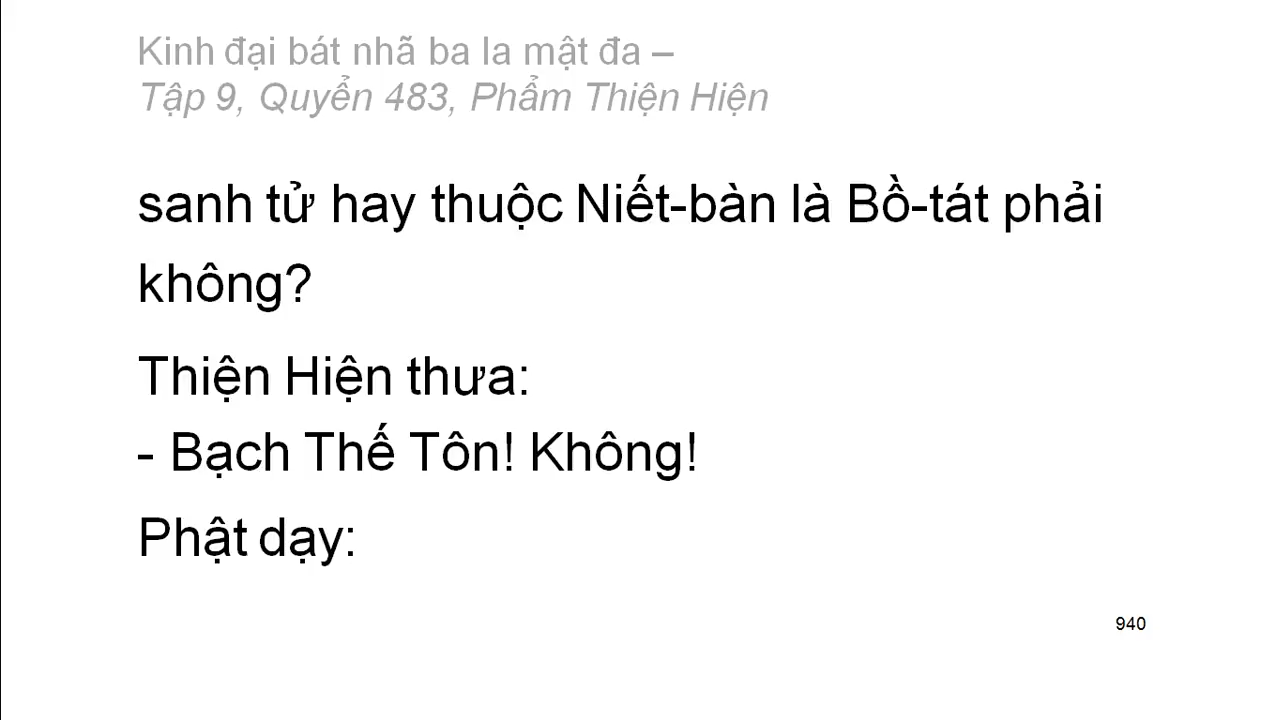 Kinh đại bát nhã ba la mật đa –
Tập 9, Quyển 483, Phẩm Thiện Hiện
sanh tử hay thuộc Niết-bàn là Bồ-tát phải
không?
Thiện Hiện thưa:
- Bạch Thế Tôn! Không!
Phật dạy:
940